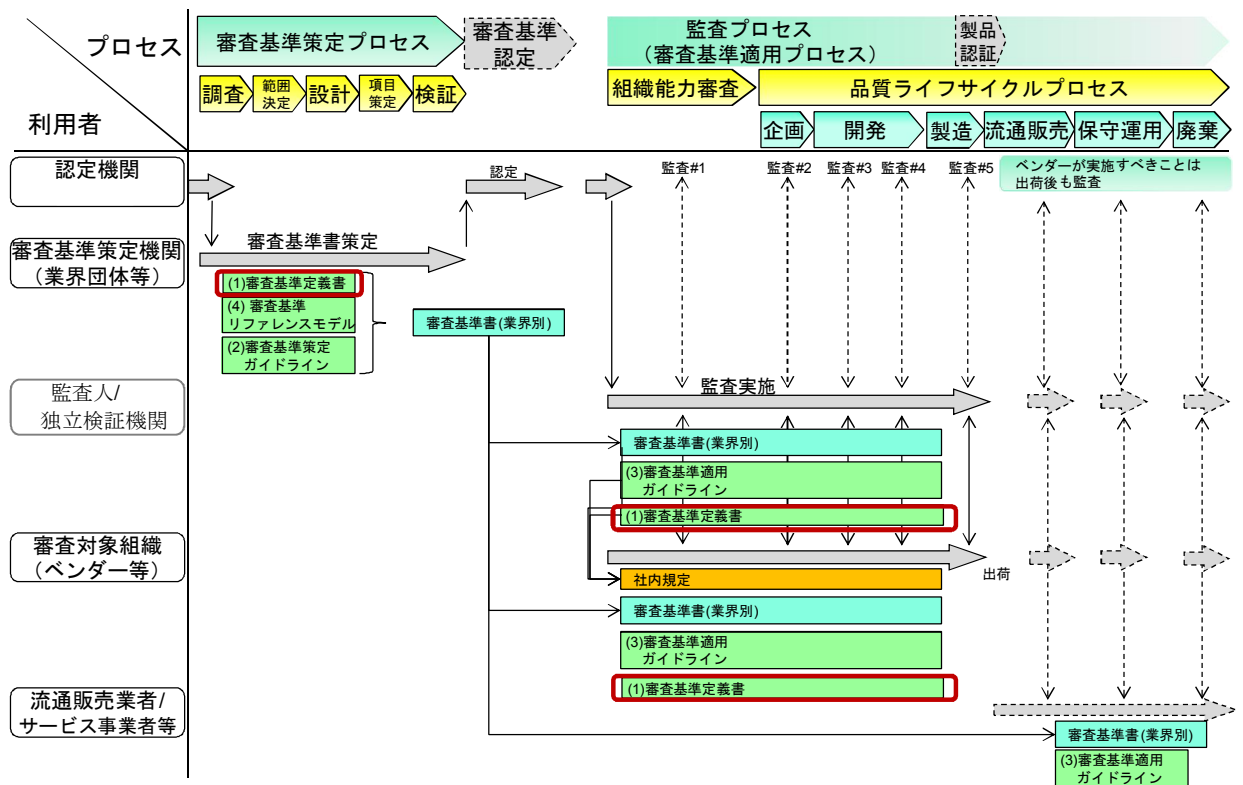 プロセス
利用者
審査基準策定プロセス
審査基準
認定
監査プロセス
(審査基準適用プロセス)
製品
認証
調査
範囲
決定
設計
項目
策定
検証
組織能力審査
品質ライフサイクルプロセス
企画
開発
製造
流通販売
保守運用
廃棄
認定機関
認定
監査#1
監査#2
監査#3
監査#4
監査#5
ベンダーが実施すべきことは
出荷後も監査
審査基準策定機関
(業界団体等)
審査基準書策定
(1)審査基準定義書
(4) 審査基準
リファレンスモデル
(2)審査基準策定
ガイドライン
審査基準書(業界別)
監査人/
独立検証機関
監査実施
審査基準書(業界別)
(3)審査基準適用
ガイドライン
(1)審査基準定義書
審査対象組織
(ベンダー等)
出荷
社内規定
審査基準書(業界別)
(3)審査基準適用
ガイドライン
(1)審査基準定義書
流通販売業者/
サービス事業者等
審査基準書(業界別)
(3)審査基準適用
ガイドライン